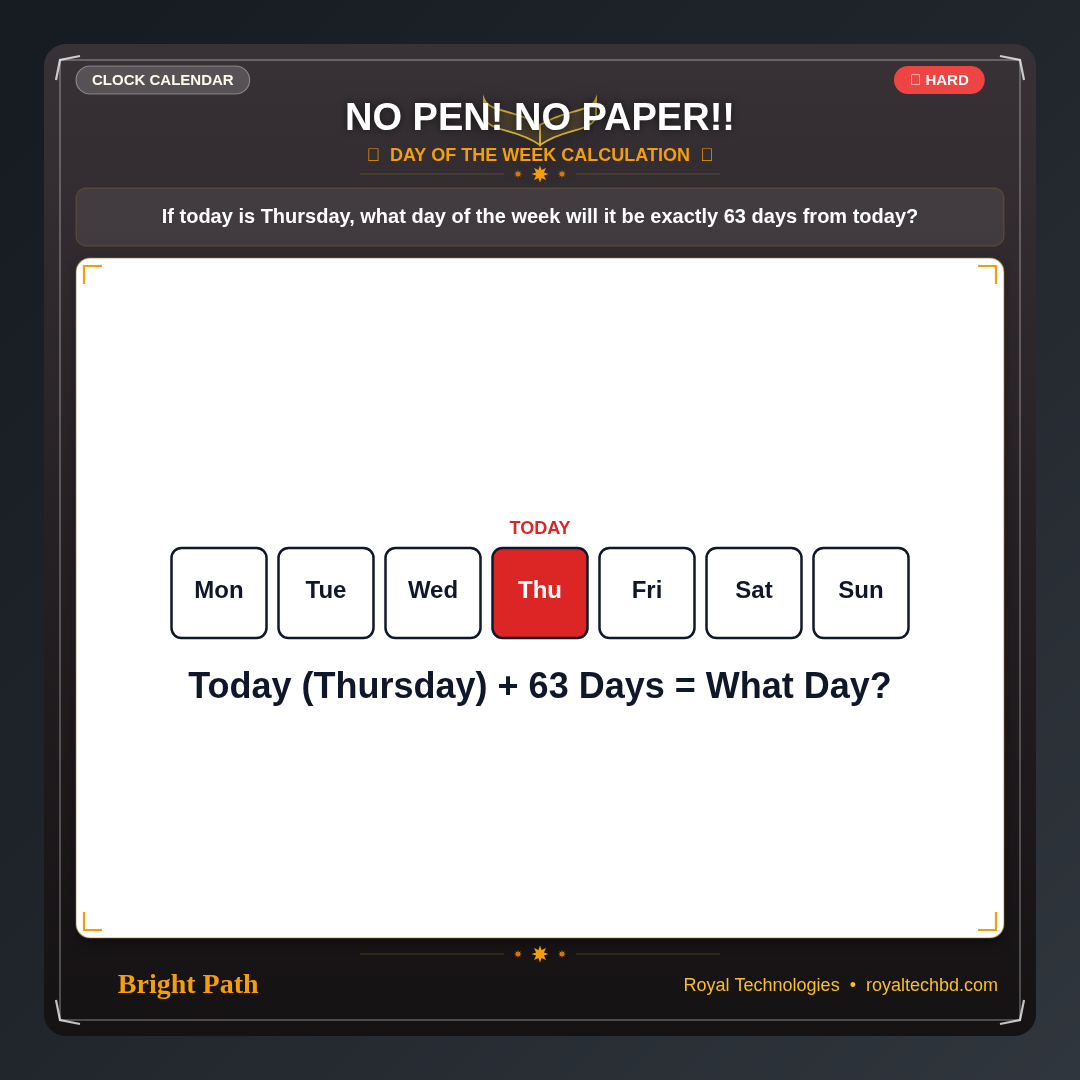 CLOCK CALENDAR
HARD
NO PEN! NO PAPER!!
DAY OF THE WEEK CALCULATION
If today is Thursday, what day of the week will it be exactly 63 days from today?
TODAY
Mon Tue Wed Thu Fri Sat Sun
Today (Thursday) + 63 Days = What Day?
Bright Path
Royal Technologies • royaltechbd.com